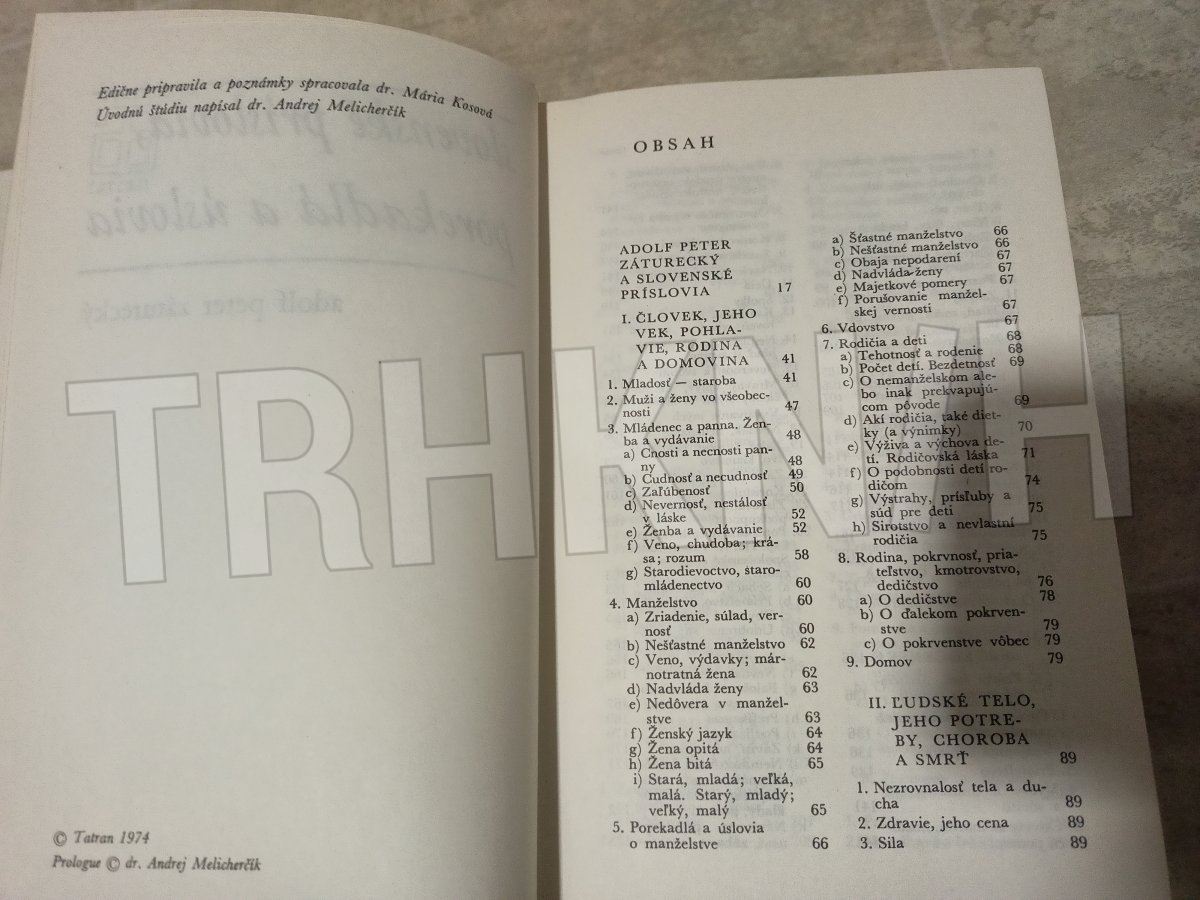 Edične pripravila a poznámky spracovala dr. Mária Kosová
Úvodnú štúdiu napísal dr. Andrej Melicherčík
slovenské príslovia,
porekadlá a úslovia
adolf peter záturecký
© Tatran 1974
Prologue © dr. Andrej Melicherčík
OBSAH
ADOLF PETER
ZÁTURECKÝ
A SLOVENSKÉ
PRÍSLOVIA 17
I. ČLOVEK, JEHO
VEK, POHLA-
VIE, RODINA
A DOMOVINA 41
1. Mladosť — staroba 41
2. Muži a ženy vo všeobec-
nosti 47
3. Mládenec a panna. Žen-
ba a vydávanie 48
a) Cnosti a necnosti pan-
ny 48
b) Cudnosť a necudnosť 49
c) Zaľúbenosť 50
d) Nevernosť, nestálosť
v láske 52
e) Ženba a vydávanie 52
f) Veno, chudoba; krá-
sa; rozum 58
g) Starodievoctvo, staro-
mládenectvo 60
4. Manželstvo 60
a) Zriadenie, súlad, ver-
nosť 60
b) Nešťastné manželstvo 62
c) Veno, výdavky; már-
notratná žena 62
d) Nadvláda ženy 63
e) Nedôvera v manžel-
stve 63
f) Ženský jazyk 64
g) Žena opitá 64
h) Žena bitá 65
i) Stará, mladá; veľká,
malá. Starý, mladý;
veľký, malý 65
5. Porekadlá a úslovia
o manželstve 66
a) Šťastné manželstvo 66
b) Nešťastné manželstvo 66
c) Obaja nepodarení 67
d) Nadvláda ženy 67
e) Majetkové pomery 67
f) Porušovanie manžel-
skej vernosti 67
6. Vdovstvo 67
7. Rodičia a deti 68
a) Tehotnosť a rodenie 68
b) Počet detí. Bezdetnosť 69
c) O nemanželskom ale-
bo inak prekvapujú-
com pôvode 69
d) Akí rodičia, také diet-
ky (a výnimky) 70
e) Výživa a výchova de-
tí. Rodičovská láska 71
f) O podobnosti detí ro-
dičom 74
g) Výstrahy, prísľuby a
súd pre deti 75
h) Sirotstvo a nevlastní
rodičia 75
8. Rodina, pokrvnosť, pria-
teľstvo, kmotrovstvo,
dedičstvo 76
a) O dedičstve 78
b) O ďalekom pokrven-
stve 79
c) O pokrvenstve vôbec 79
9. Domov 79
II. ĽUDSKÉ TELO,
JEHO POTRE-
BY, CHOROBA
A SMRŤ 89
1. Nezrovnalosť tela a du-
cha 89
2. Zdravie, jeho cena 89
3. Sila 89
TRHKNIH